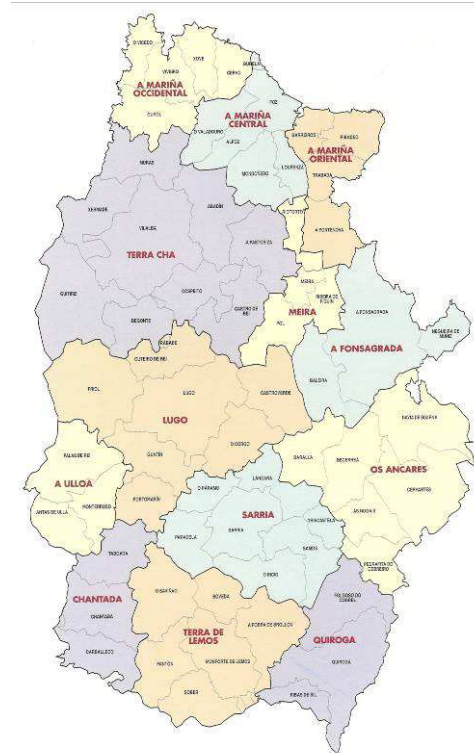 O VICEDO
XOVE
VIVEIRO
BURELA
CERVO
A MARIÑA
OCCIDENTAL
OUROL
FOZ
A MARIÑA
CENTRAL
BARREIROS
RIBADEO
O VALADOURO
ALFOZ
A MARIÑA
ORIENTAL
MONDOÑEDO
LOURENZÁ
TRABADA
MURAS
XERMADE
ABADÍN
RIOTORTO
VILALBA
A PASTORIZA
A PONTENOVA
TERRA CHA
GUITIRIZ
COSPEITO
MEIRA
RIBEIRA DE
PIQUÍN
CASTRO DE
REI
BEGONTE
POL
MEIRA
A FONSAGRADA
NEGUEIRA DE
MUÑIZ
RÁBADE
OUTEIRO DE REI
A FONSAGRADA
BALEIRA
FRIOL
LUGO
CASTROVERDE
LUGO
NAVIA DE SUARNA
GUNTÍN
O CORGO
BARALLA
BECERREÁ
PALAS DE REI
OS ANCARES
A ULLOA
LÁNCARA
O PÁRAMO
CERVANTES
MONTERROSO
PORTOMARÍN
AS NOGAIS
ANTAS DE ULLA
SARRIA
TRIACASTELA
SARRIA
PARADELA
SAMOS
TABOADA
PEDRAFITA DO
CEBREIRO
O INCIO
O SAVIÑAO
CHANTADA
BÓVEDA
FOLGOSO DO
COUREL
CHANTADA
A POBRA DE BROLLÓN
TERRA DE
LEMOS
QUIROGA
CARBALLEDO
PANTÓN
MONFORTE DE LEMOS
QUIROGA
SOBER
RIBAS DE SIL